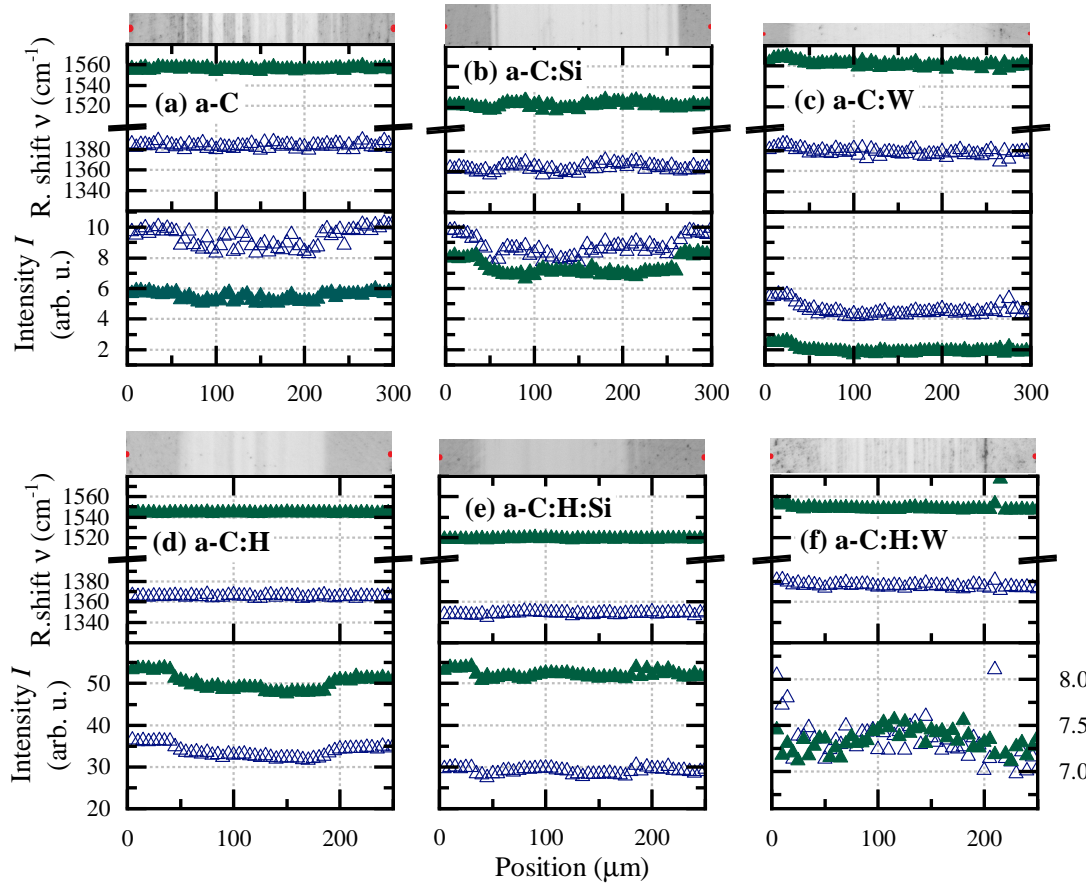 1560
1540
1520
1380
1360
1340
R. shift ν (cm⁻¹)
(a) a-C
(b) a-C:Si
(c) a-C:W
10
8
6
4
2
Intensity I
(arb. u.)
0 100 200 300
0 100 200 300
0 100 200 300
1560
1540
1520
1380
1360
1340
R.shift ν (cm⁻¹)
(d) a-C:H
(e) a-C:H:Si
(f) a-C:H:W
50
40
30
20
Intensity I
(arb. u.)
8.0
7.5
7.0
0 100 200
0 100 200
0 100 200
Position (μm)